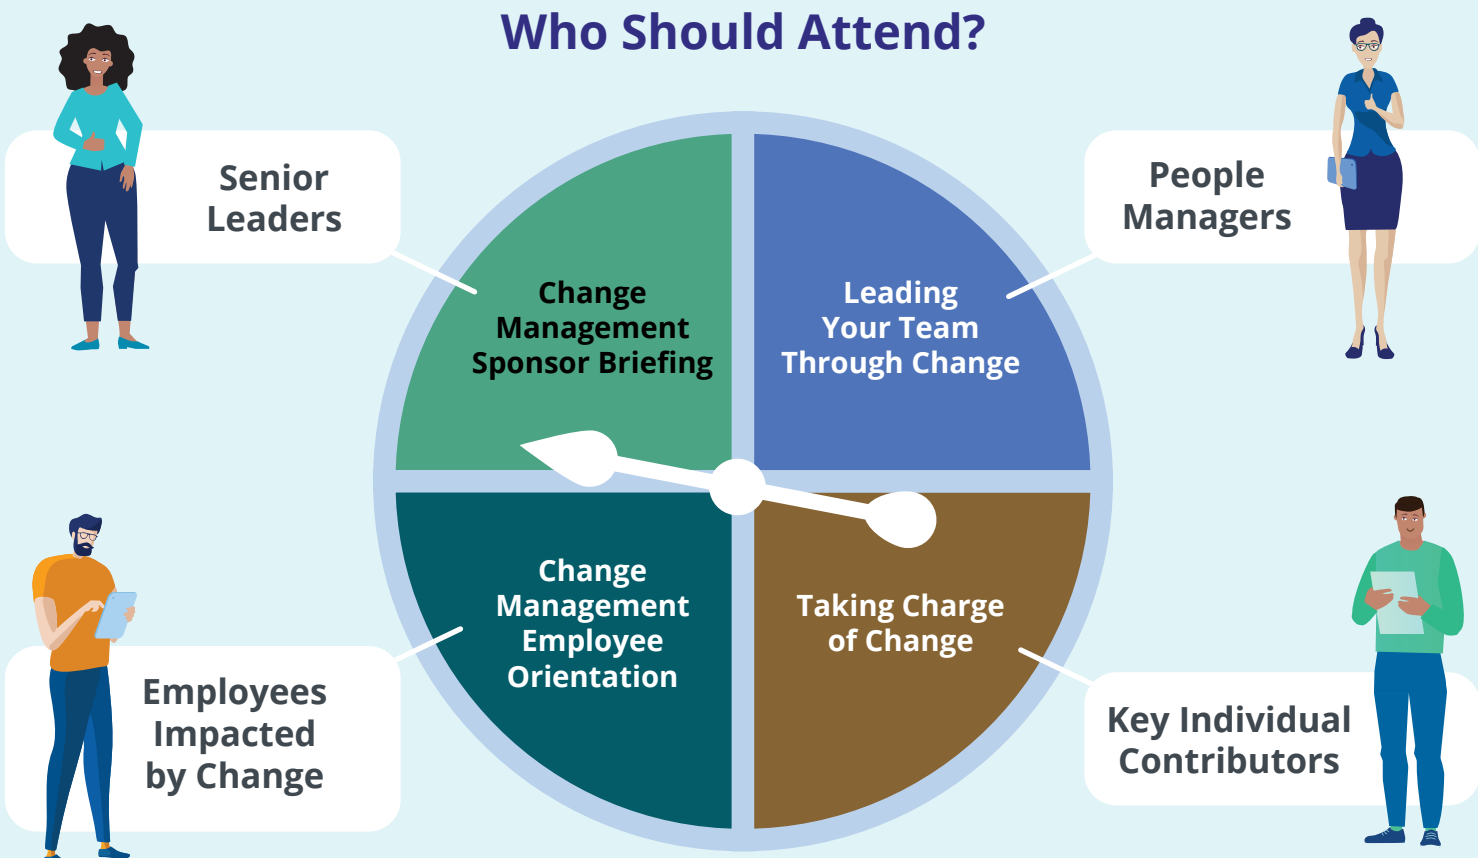 Who Should Attend?
Senior
Leaders
Change
Management
Sponsor Briefing
Leading
Your Team
Through Change
People
Managers
Employees
Impacted
by Change
Change
Management
Employee
Orientation
Taking Charge
of Change
Key Individual
Contributors